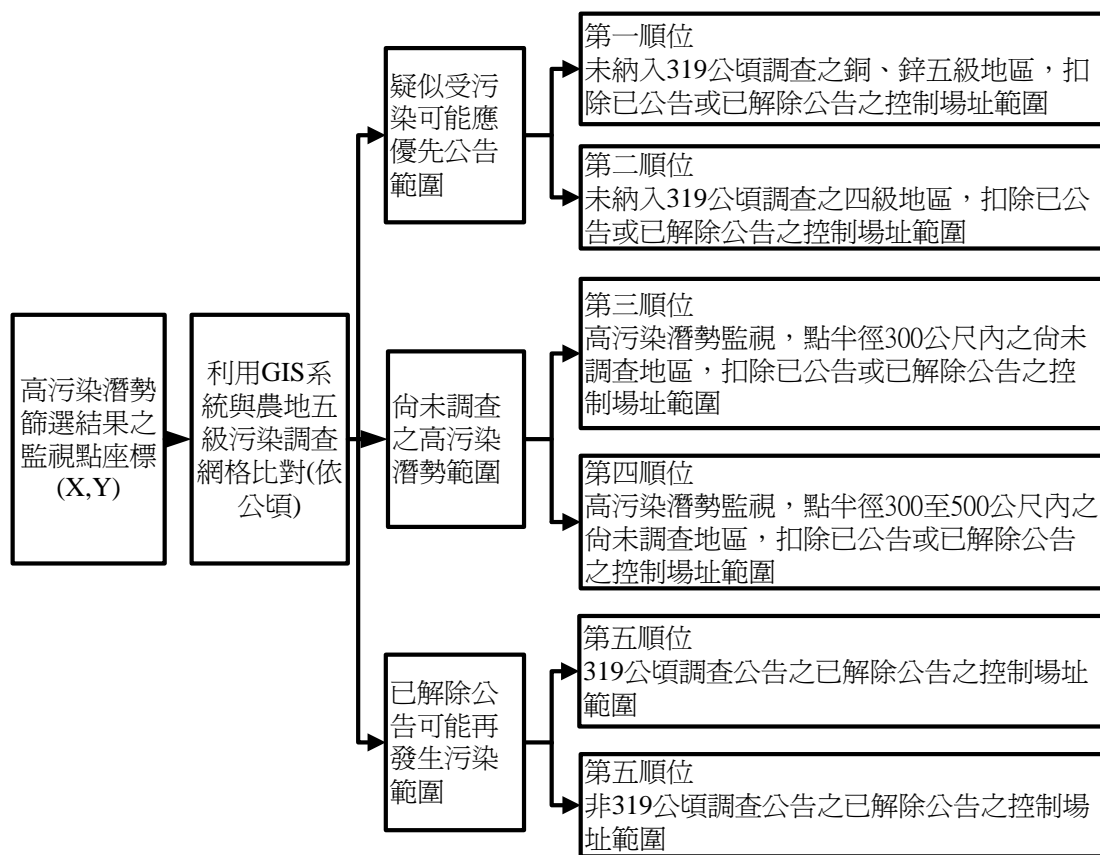 高污染潛勢
篩選結果之
監視點座標
(X,Y)
利用GIS系
統與農地五
級污染調查
網格比對(依
公頃)
疑似受污
染可能應
優先公告
範圍
第一順位
未納入319公頃調查之銅、鋅五級地區，扣
除已公告或已解除公告之控制場址範圍
第二順位
未納入319公頃調查之四級地區，扣除已公
告或已解除公告之控制場址範圍
尚未調查
之高污染
潛勢範圍
第三順位
高污染潛勢監視，點半徑300公尺內之尚未
調查地區，扣除已公告或已解除公告之控
制場址範圍
第四順位
高污染潛勢監視，點半徑300至500公尺內之
尚未調查地區，扣除已公告或已解除公告
之控制場址範圍
已解除公
告可能再
發生污染
範圍
第五順位
319公頃調查公告之已解除公告之控制場址
範圍
第五順位
非319公頃調查公告之已解除公告之控制場
址範圍